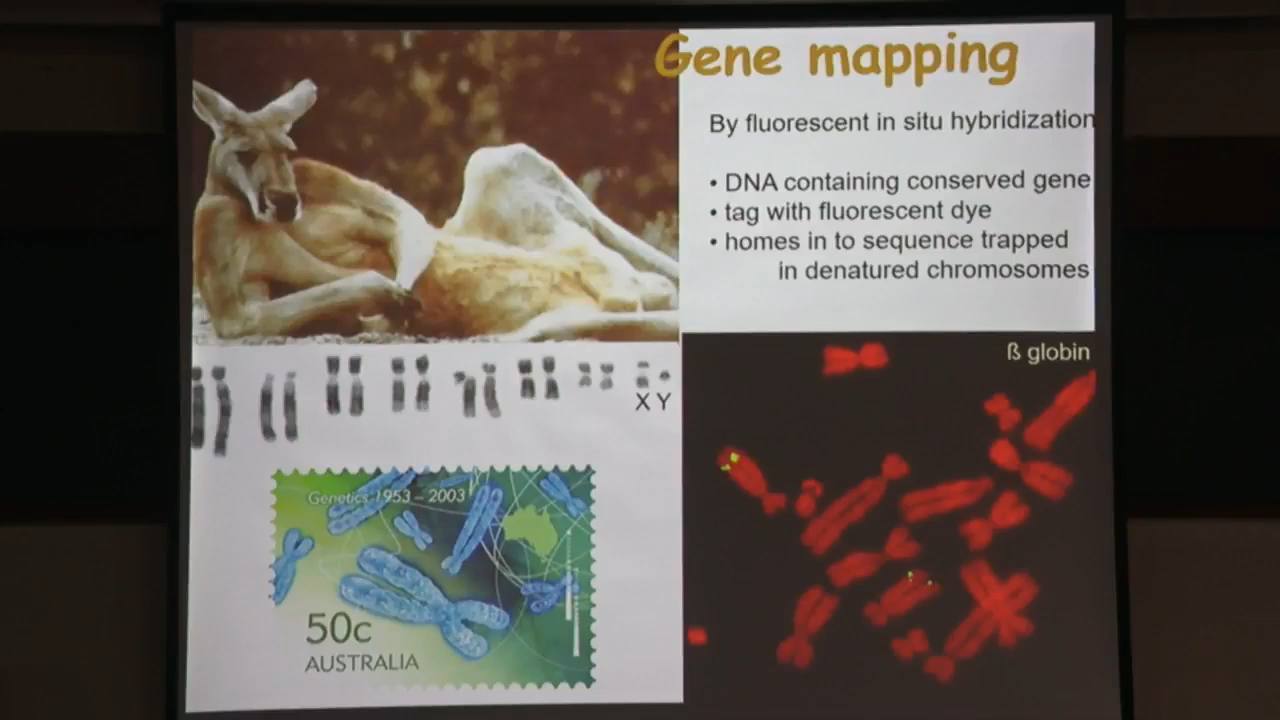 Gene mapping
By fluorescent in situ hybridization
• DNA containing conserved gene
• tag with fluorescent dye
• homes in to sequence trapped
in denatured chromosomes
ß globin
X Y
Genetics 1953 – 2003
50c
AUSTRALIA